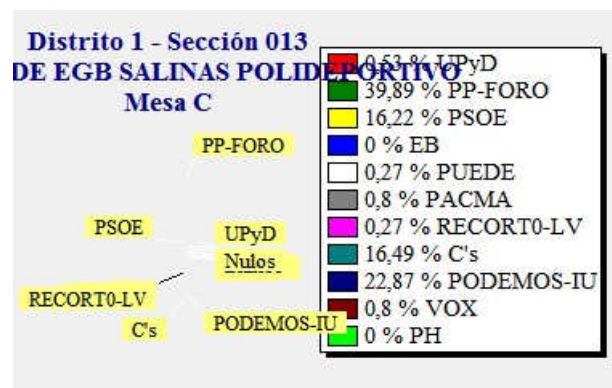 Distrito 1 - Sección 013
DE EGB SALINAS POLIDEPORTIVO
Mesa C
PP-FORO
PSOE
UPyD
Nulos
RECORT0-LV
C's
PODEMOS-IU
0,53 % UPyD
39,89 % PP-FORO
16,22 % PSOE
0 % EB
0,27 % PUEDE
0,8 % PACMA
0,27 % RECORT0-LV
16,49 % C's
22,87 % PODEMOS-IU
0,8 % VOX
0 % PH